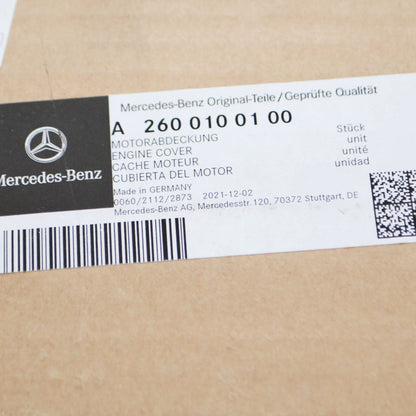 Mercedes-Benz Original-Teile/Geprüfte Qualität
A 260 010 01 00
MOTORABDECKUNG Stück
ENGINE COVER unit
CACHE MOTEUR unité
CUBIERTA DEL MOTOR unidad
Mercedes-Benz
Made in GERMANY
0060/2112/2873 2021-12-02
Mercedes-Benz AG, Mercedesstr. 120, 70372 Stuttgart, DE